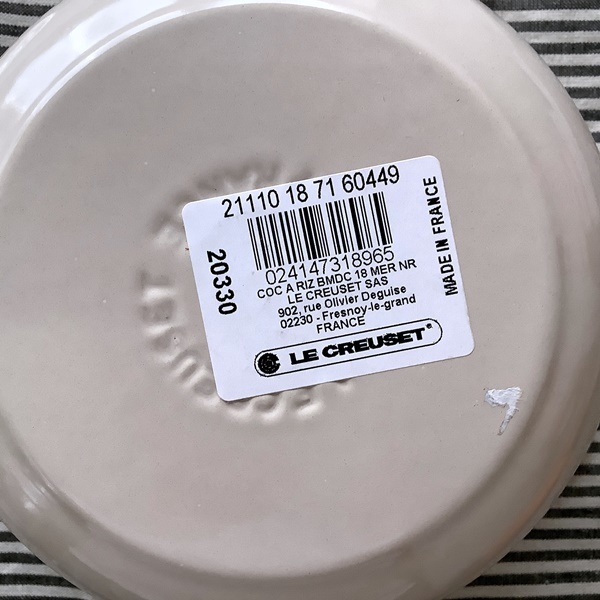 21110 18 71 60449
024147318965
COC A RIZ BMDC 18 MER NR
LE CREUSET SAS
902, rue Olivier Deguise
02230 - Fresnoy-le-grand
FRANCE
LE CREUSET®
20330
MADE IN FRANCE